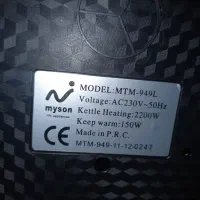 myson
MODEL:MTM-949L
Voltage:AC230V~50Hz
Kettle Heating:2200W
Keep warm:150W
Made in P.R.C.
CE
MTM-949-11-12-0247